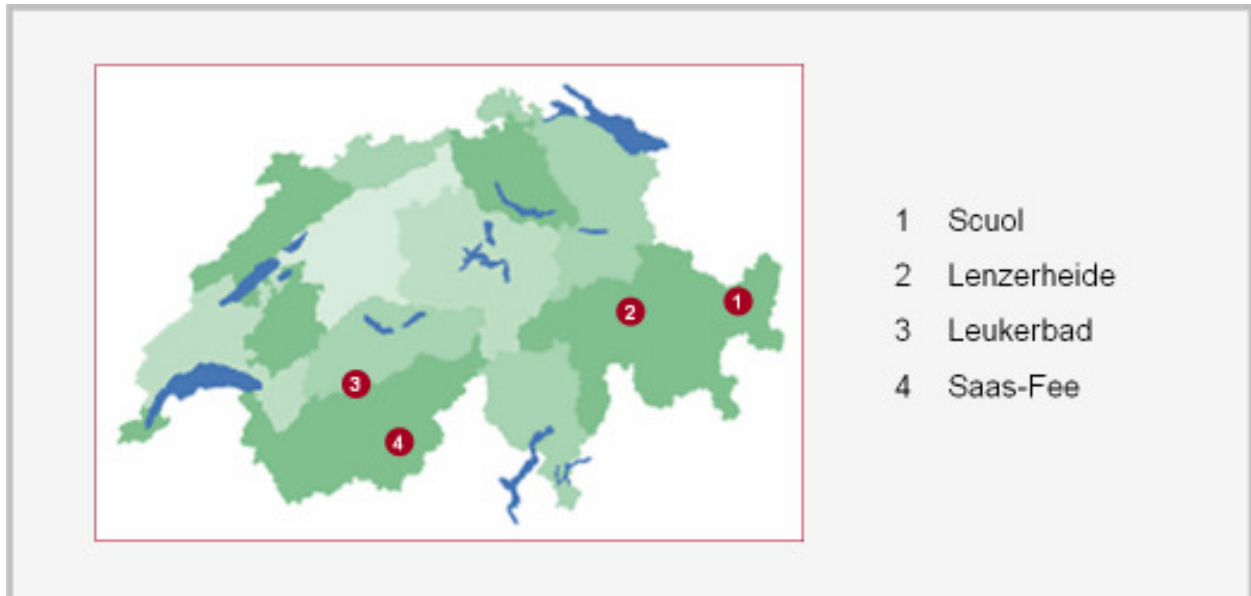 1
2
3
4
1 Scuol
2 Lenzerheide
3 Leukerbad
4 Saas-Fee